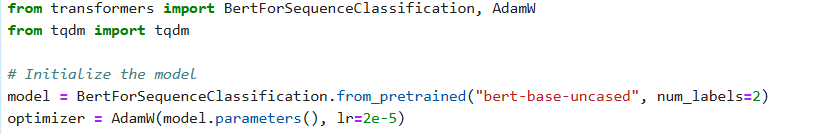 from transformers import BertForSequenceClassification, AdamW
from tqdm import tqdm
# Initialize the model
model = BertForSequenceClassification.from_pretrained("bert-base-uncased", num_labels=2)
optimizer = AdamW(model.parameters(), lr=2e-5)